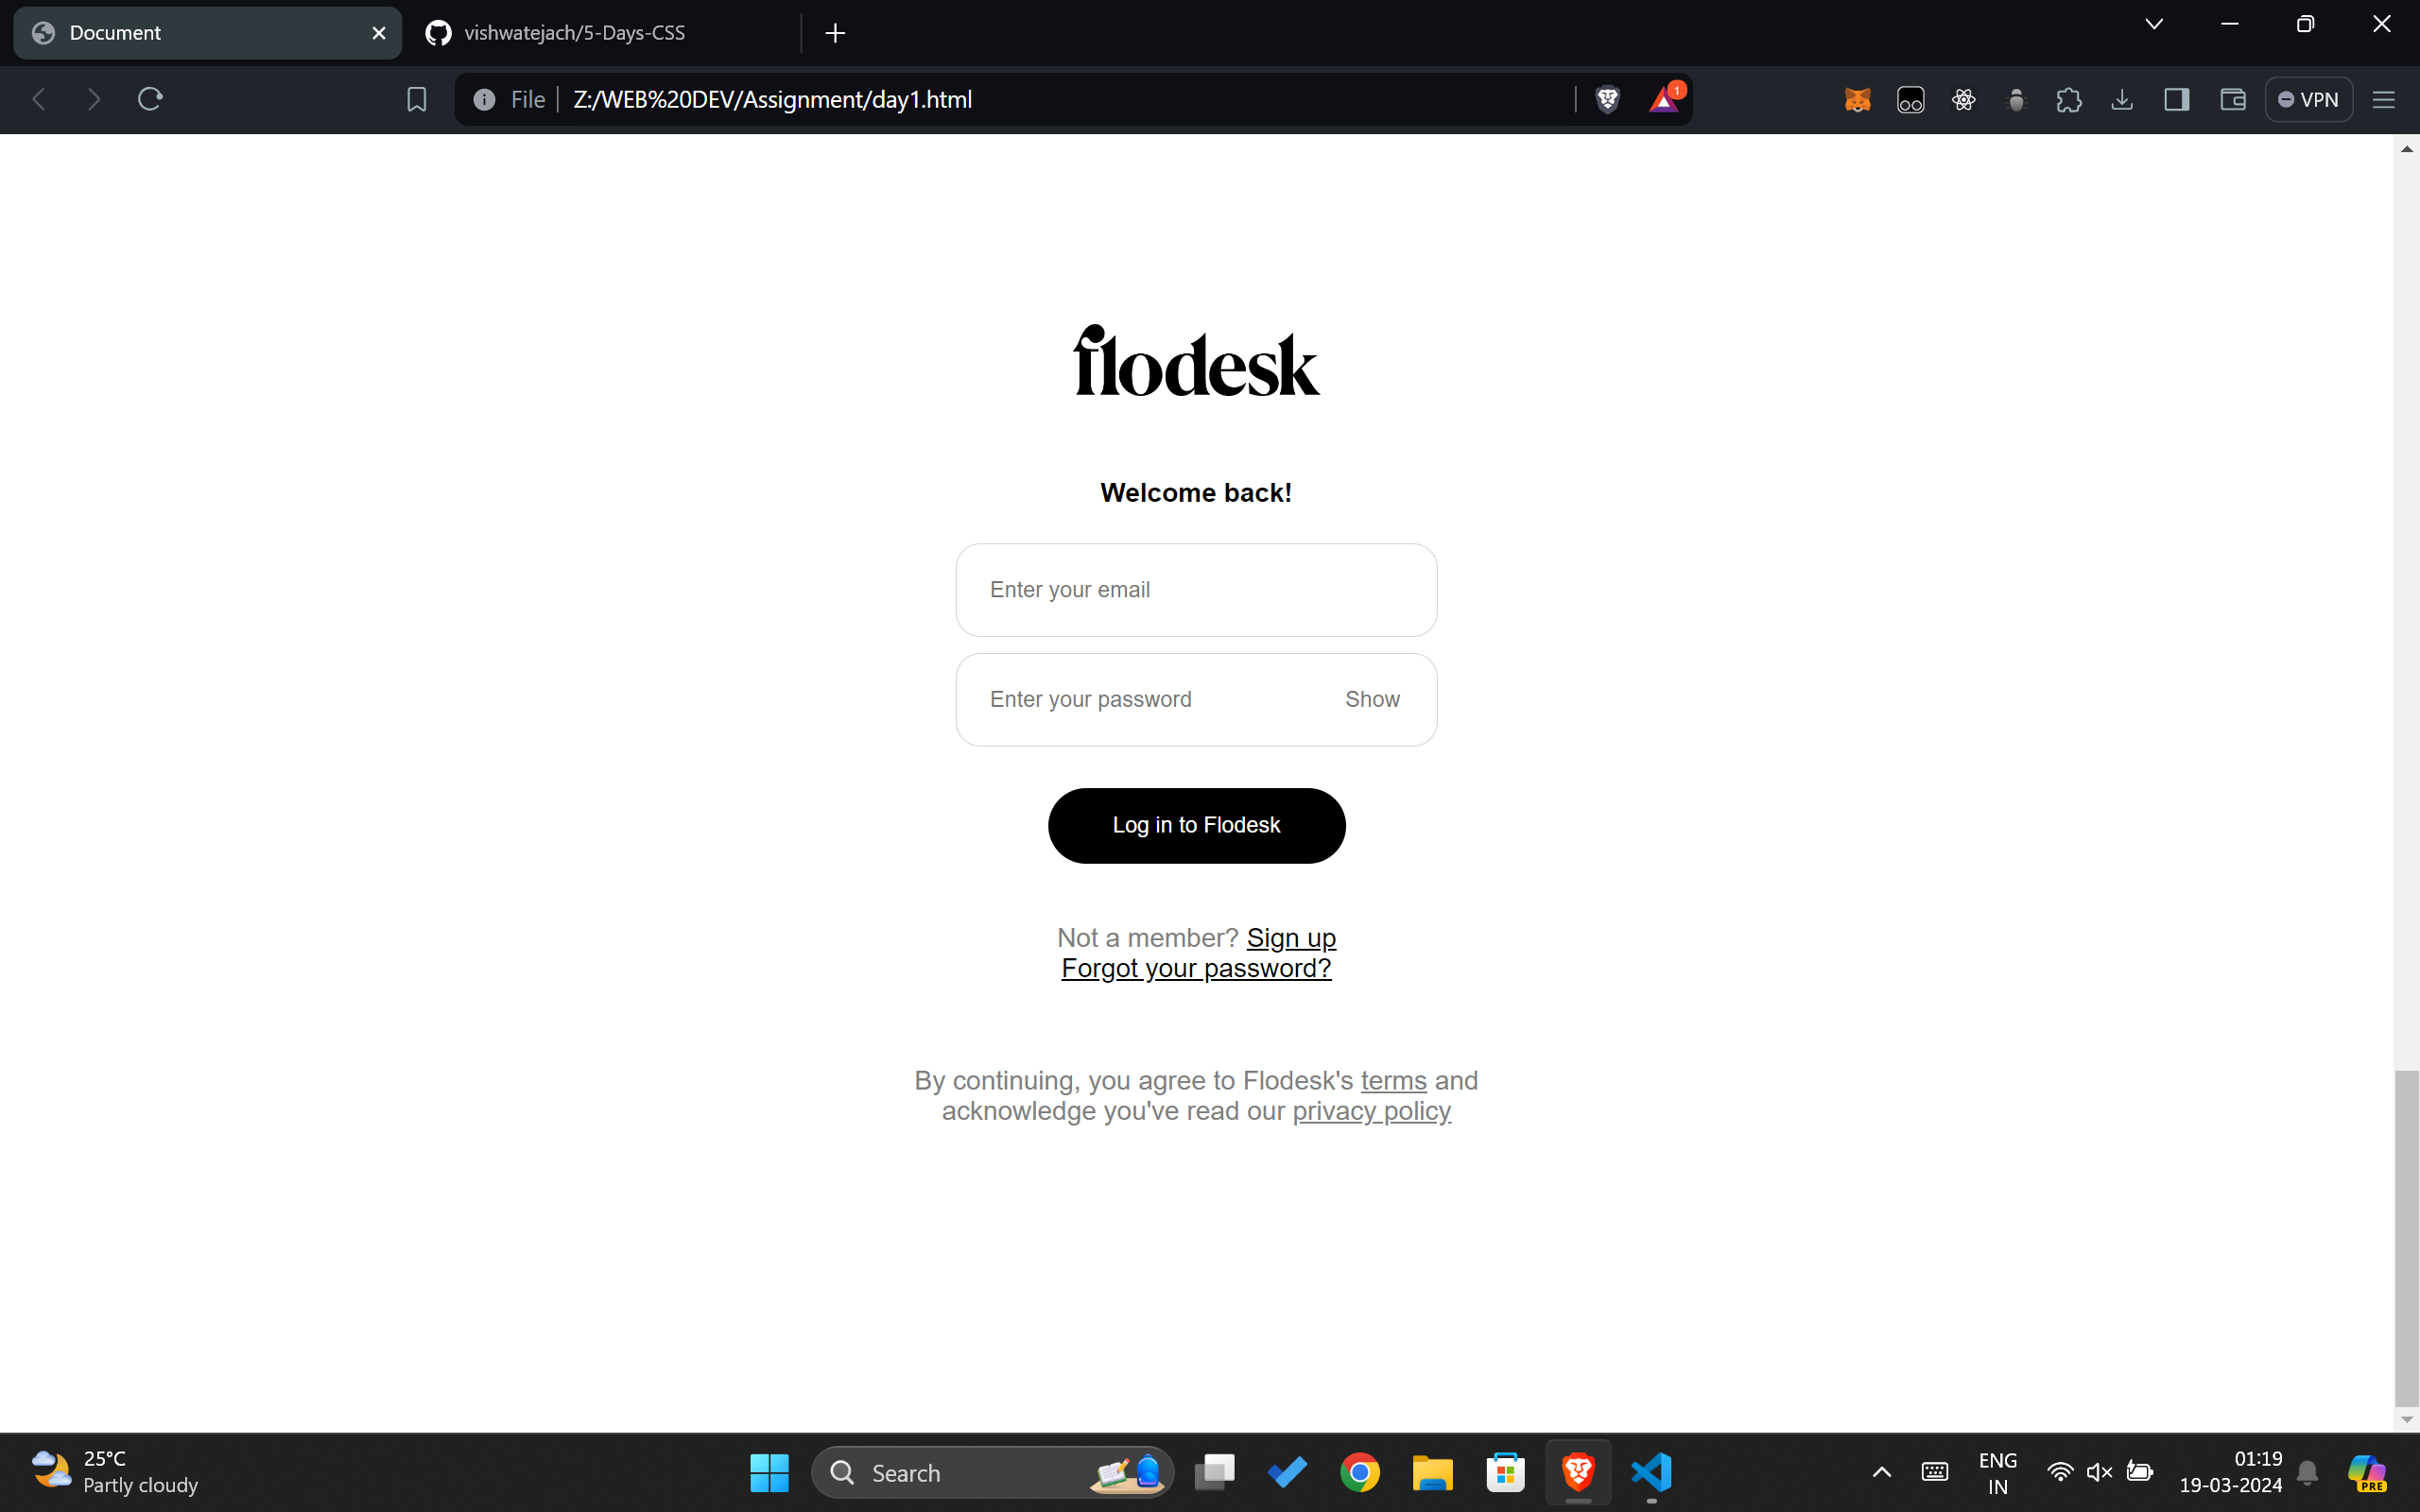 Document
vishwatejach/5-Days-CSS
File
Z:/WEB%20DEV/Assignment/day1.html
1
VPN
flodesk
Welcome back!
Enter your email
Enter your password Show
Log in to Flodesk
Not a member? Sign up
Forgot your password?
By continuing, you agree to Flodesk's terms and
acknowledge you've read our privacy policy
25°C
Partly cloudy
Search
ENG
IN
01:19
19-03-2024
PRE